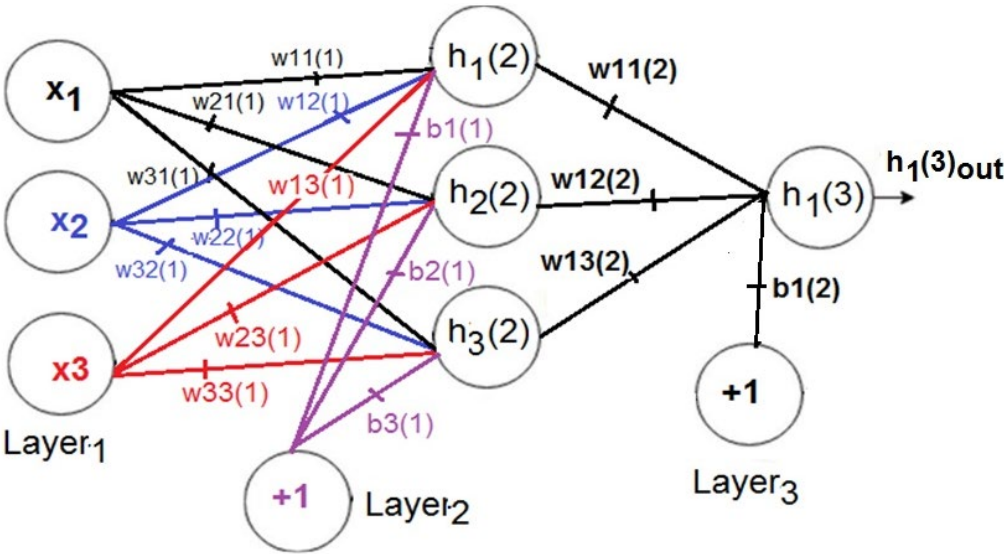 x1
x2
x3
Layer1
w11(1)
w21(1)
w12(1)
w31(1)
w13(1)
w22(1)
w32(1)
w23(1)
w33(1)
b1(1)
b2(1)
b3(1)
+1
Layer2
h1(2)
h2(2)
h3(2)
w11(2)
w12(2)
w13(2)
b1(2)
+1
Layer3
h1(3)
h1(3)out